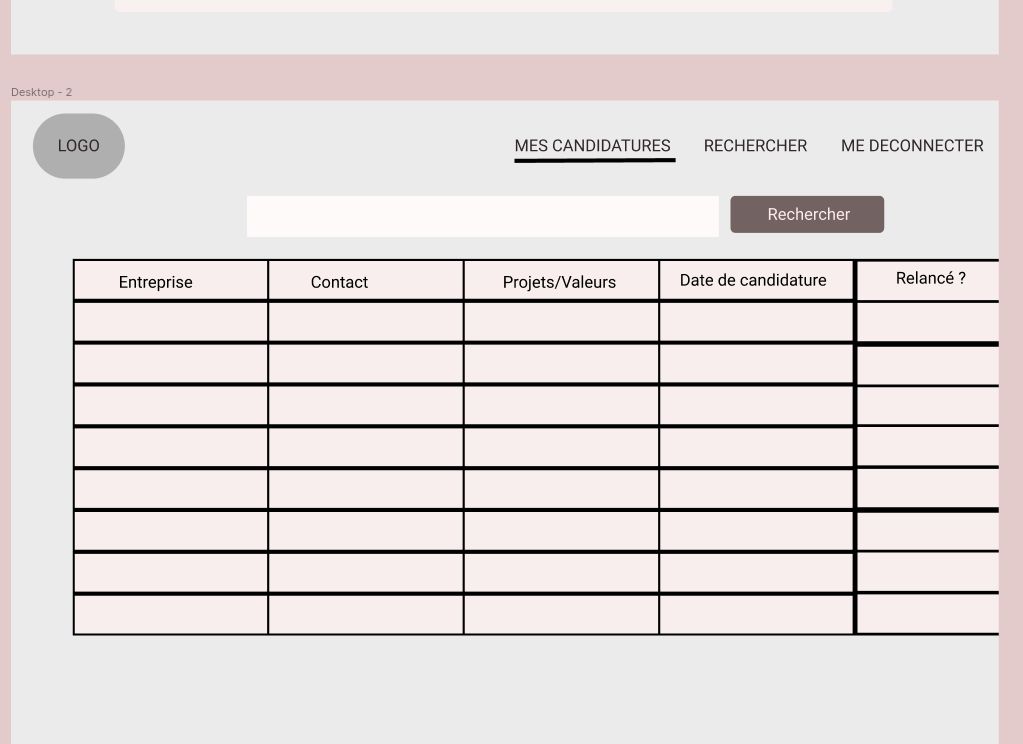 Desktop - 2
LOGO
MES CANDIDATURES RECHERCHER ME DECONNECTER
Rechercher
Entreprise Contact Projets/Valeurs Date de candidature Relancé ?